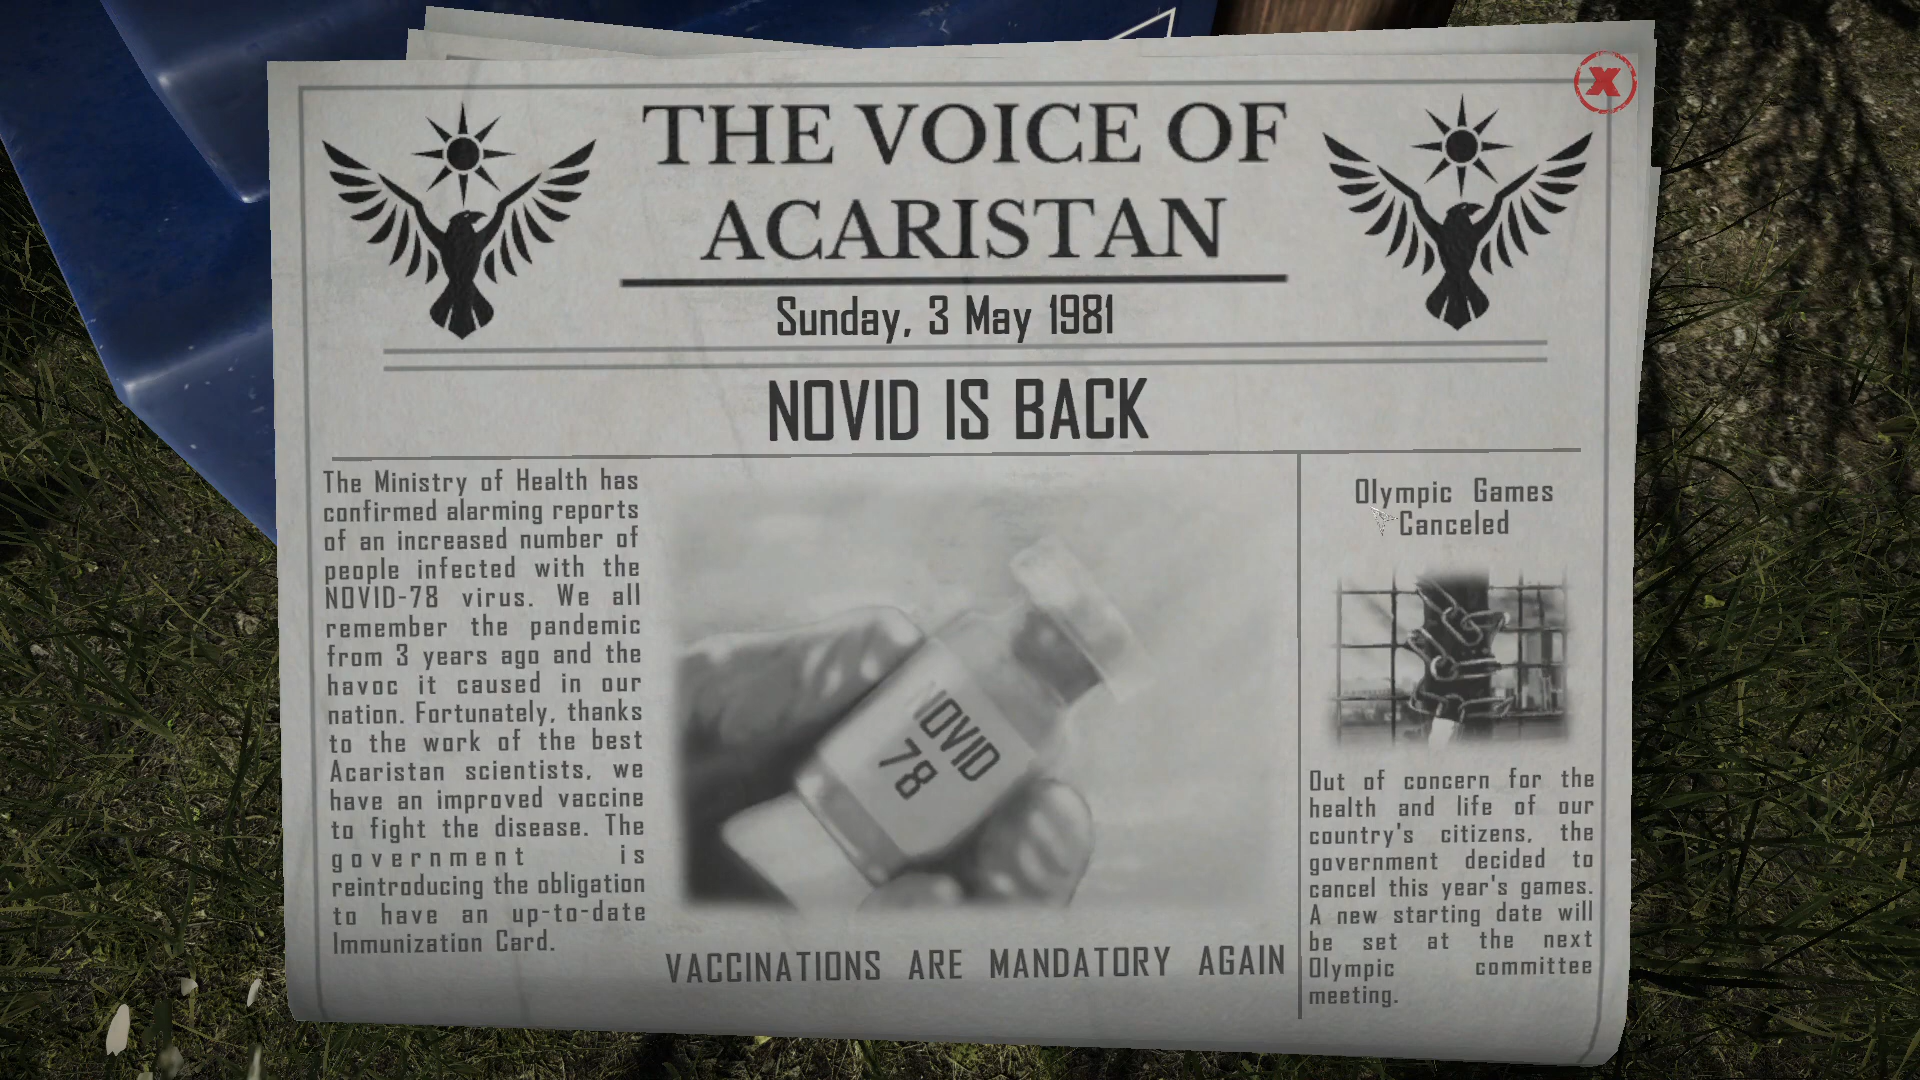 THE VOICE OF
ACARISTAN
Sunday, 3 May 1981
NOVID IS BACK
The Ministry of Health has
confirmed alarming reports
of an increased number of
people infected with the
NOVID-78 virus. We all
remember the pandemic
from 3 years ago and the
havoc it caused in our
nation. Fortunately, thanks
to the work of the best
Acaristan scientists, we
have an improved vaccine
to fight the disease. The
government is
reintroducing the obligation
to have an up-to-date
Immunization Card.
NOVID
78
VACCINATIONS ARE MANDATORY AGAIN
Olympic Games
Canceled
Out of concern for the
health and life of our
country's citizens, the
government decided to
cancel this year's games.
A new starting date will
be set at the next
Olympic committee
meeting.
X